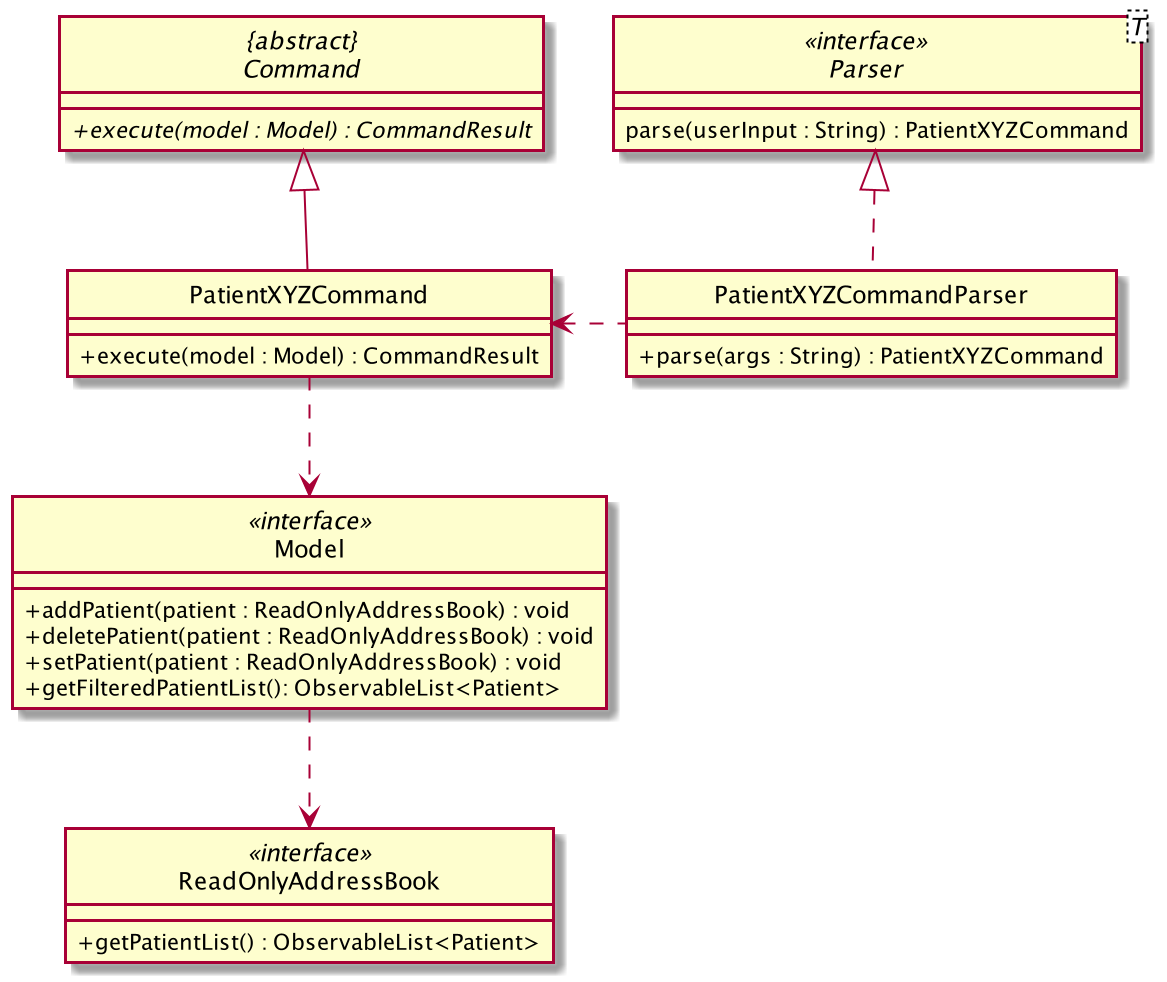 {abstract}
Command
+execute(model : Model) : CommandResult
«interface»
Parser
T
parse(userInput : String) : PatientXYZCommand
PatientXYZCommand
+execute(model : Model) : CommandResult
PatientXYZCommandParser
+parse(args : String) : PatientXYZCommand
«interface»
Model
+addPatient(patient : ReadOnlyAddressBook) : void
+deletePatient(patient : ReadOnlyAddressBook) : void
+setPatient(patient : ReadOnlyAddressBook) : void
+getFilteredPatientList(): ObservableList<Patient>
«interface»
ReadOnlyAddressBook
+getPatientList() : ObservableList<Patient>